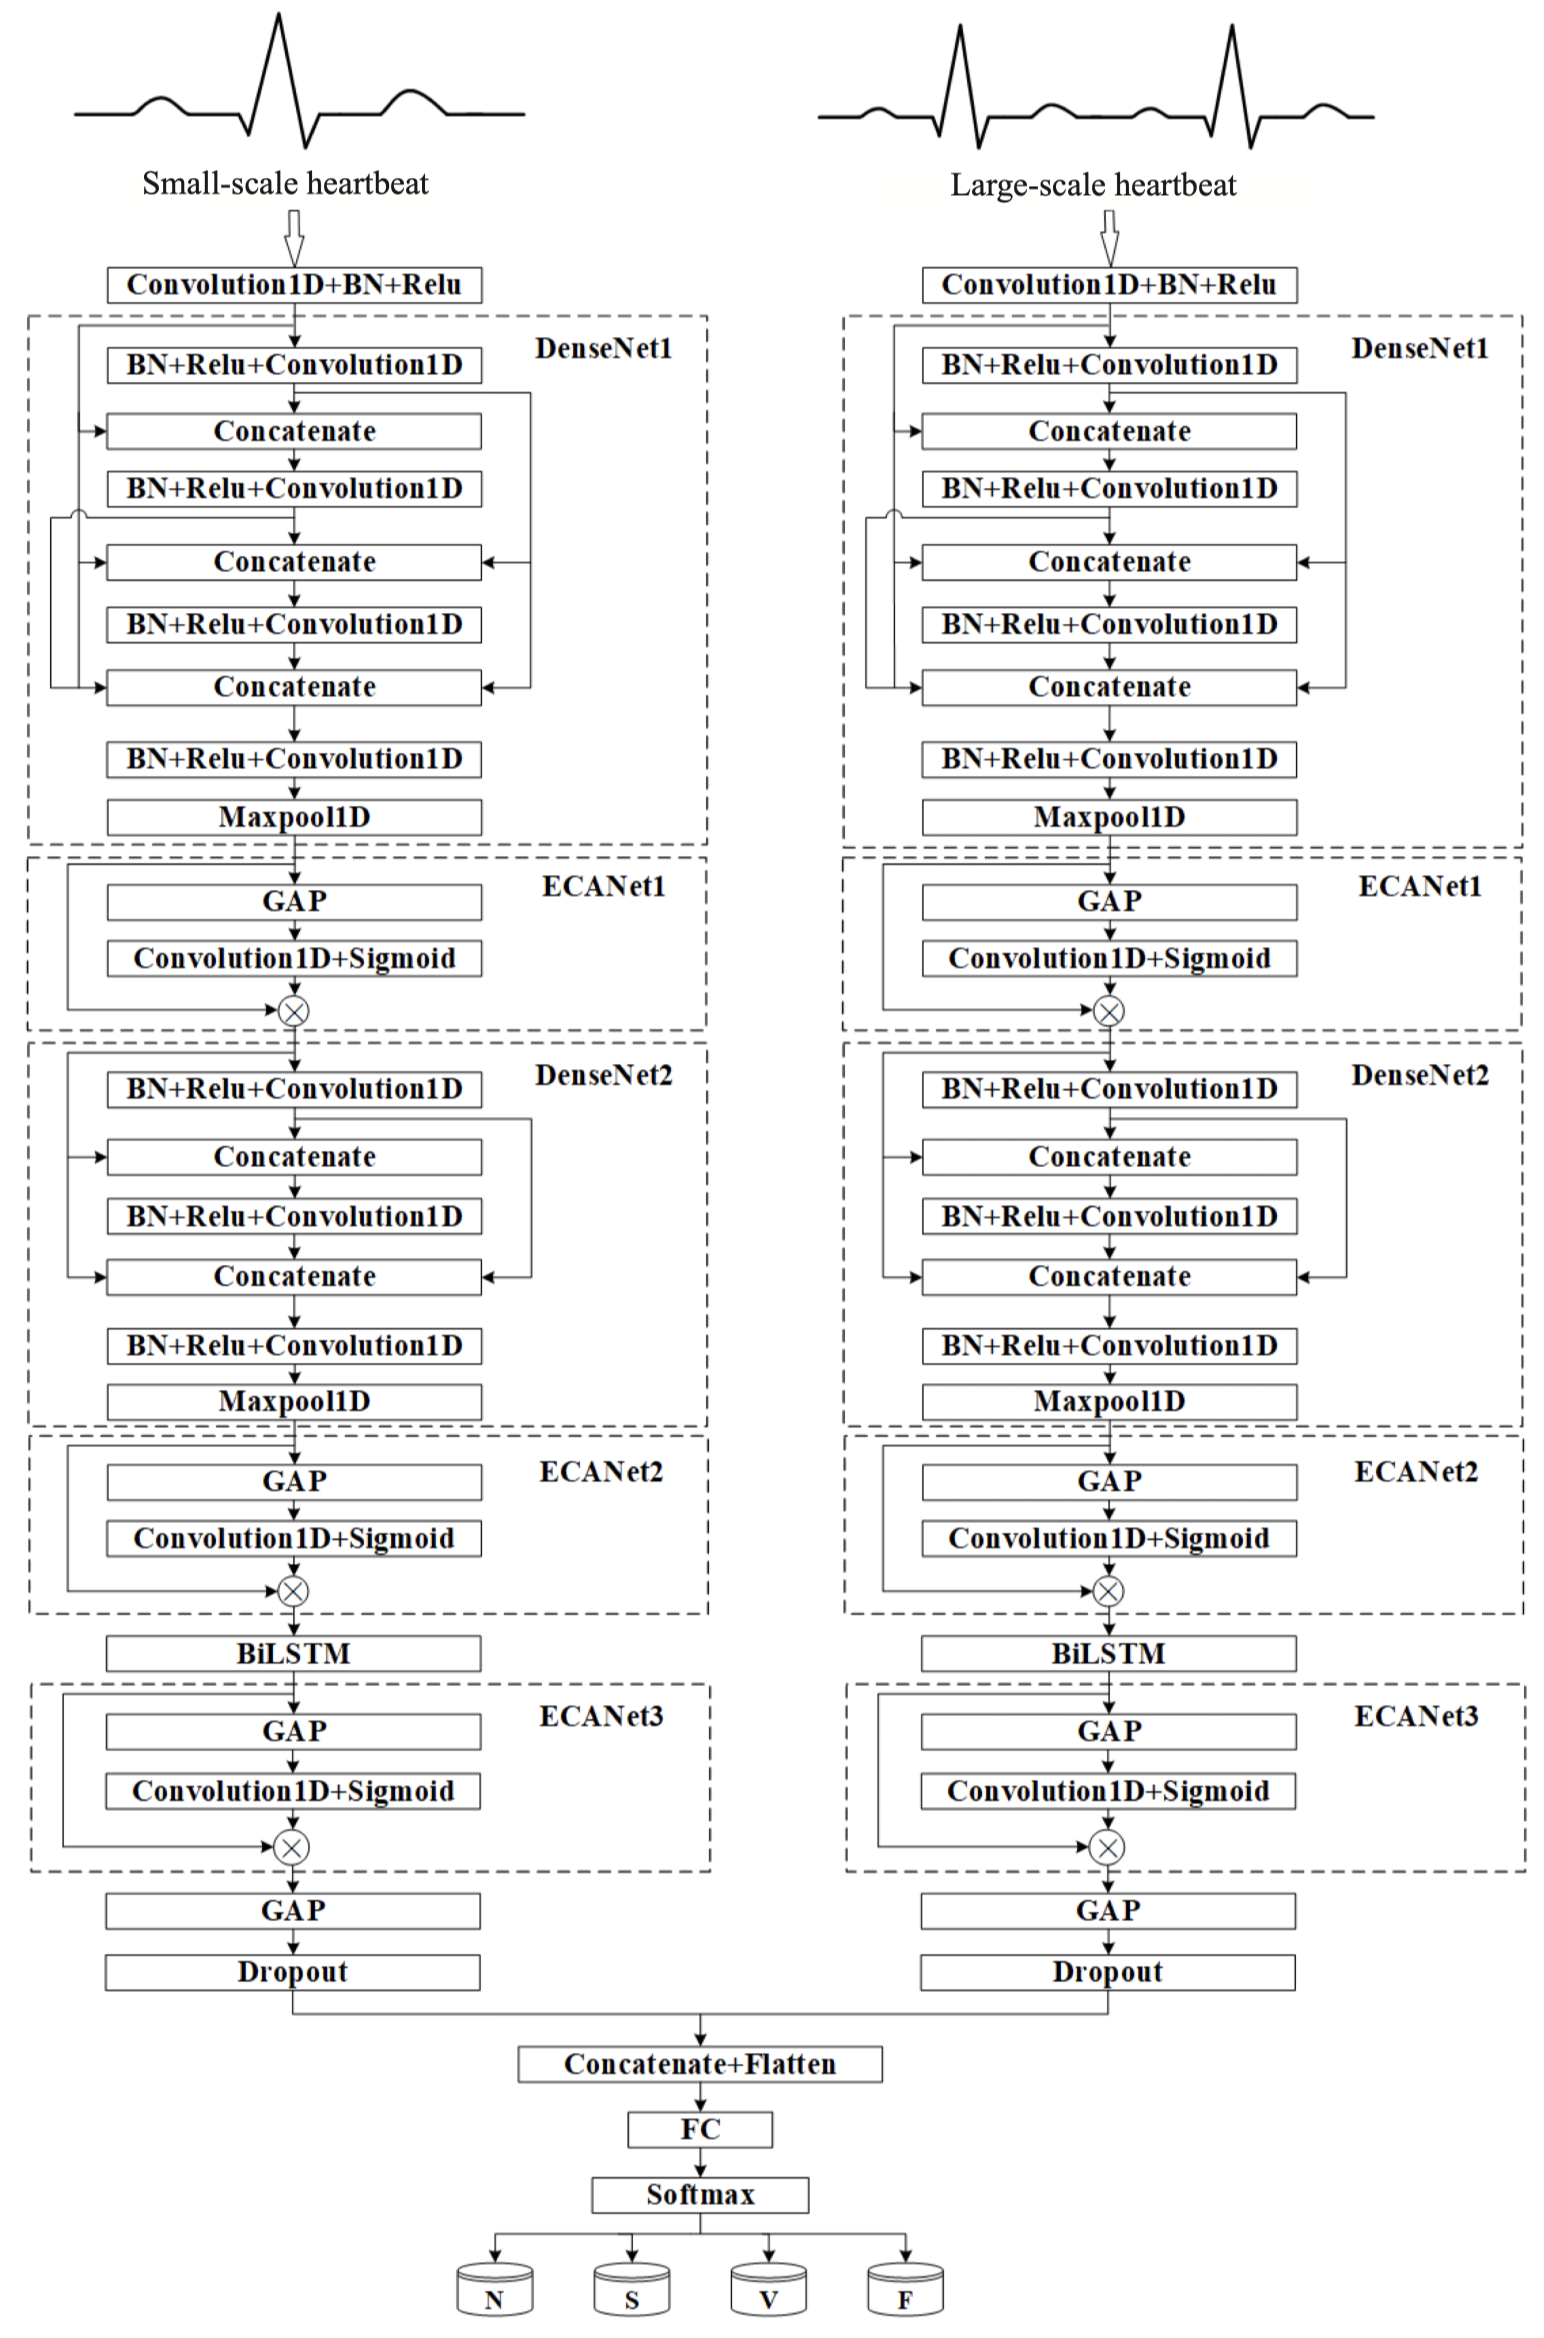 Small-scale heartbeat
Convolution1D+BN+Relu
DenseNet1
BN+Relu+Convolution1D
Concatenate
BN+Relu+Convolution1D
Concatenate
BN+Relu+Convolution1D
Concatenate
BN+Relu+Convolution1D
Maxpool1D
ECANet1
GAP
Convolution1D+Sigmoid
DenseNet2
BN+Relu+Convolution1D
Concatenate
BN+Relu+Convolution1D
Concatenate
BN+Relu+Convolution1D
Maxpool1D
ECANet2
GAP
Convolution1D+Sigmoid
BiLSTM
ECANet3
GAP
Convolution1D+Sigmoid
GAP
Dropout
Large-scale heartbeat
Convolution1D+BN+Relu
DenseNet1
BN+Relu+Convolution1D
Concatenate
BN+Relu+Convolution1D
Concatenate
BN+Relu+Convolution1D
Concatenate
BN+Relu+Convolution1D
Maxpool1D
ECANet1
GAP
Convolution1D+Sigmoid
DenseNet2
BN+Relu+Convolution1D
Concatenate
BN+Relu+Convolution1D
Concatenate
BN+Relu+Convolution1D
Maxpool1D
ECANet2
GAP
Convolution1D+Sigmoid
BiLSTM
ECANet3
GAP
Convolution1D+Sigmoid
GAP
Dropout
Concatenate+Flatten
FC
Softmax
N
S
V
F